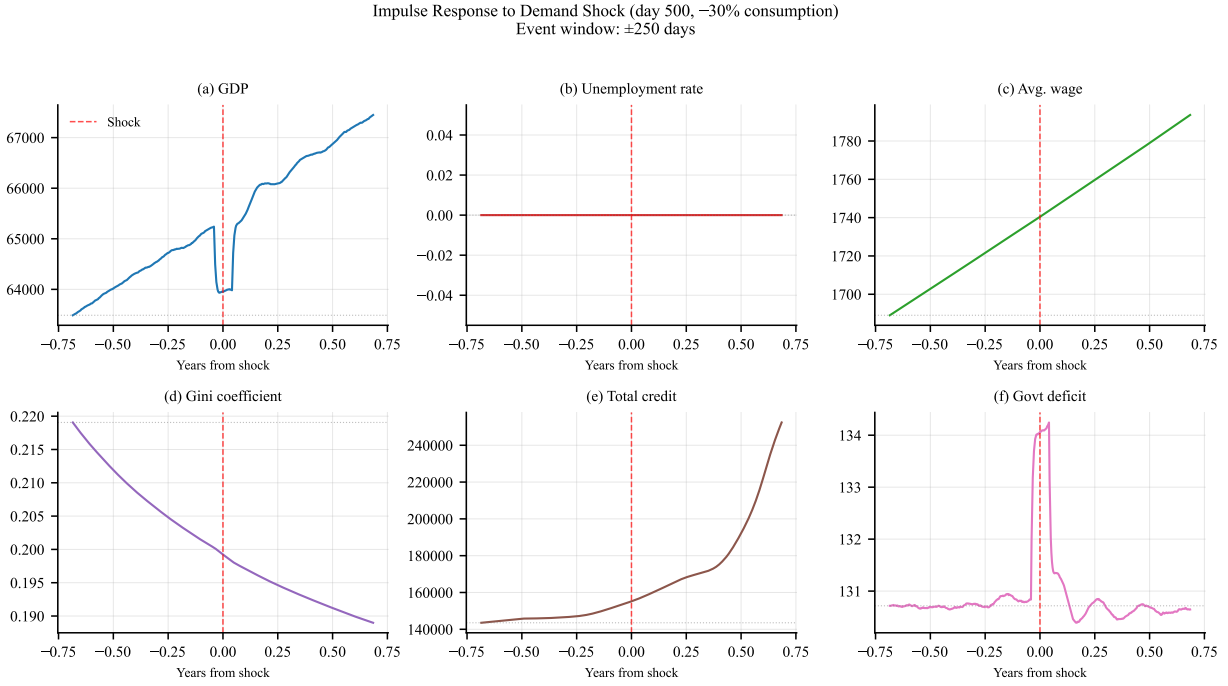 Impulse Response to Demand Shock (day 500, −30% consumption)
Event window: ±250 days
(a) GDP
Shock
67000
66000
65000
64000
−0.75 −0.50 −0.25 0.00 0.25 0.50 0.75
Years from shock
(b) Unemployment rate
0.04
0.02
0.00
−0.02
−0.04
−0.75 −0.50 −0.25 0.00 0.25 0.50 0.75
Years from shock
(c) Avg. wage
1780
1760
1740
1720
1700
−0.75 −0.50 −0.25 0.00 0.25 0.50 0.75
Years from shock
(d) Gini coefficient
0.220
0.215
0.210
0.205
0.200
0.195
0.190
−0.75 −0.50 −0.25 0.00 0.25 0.50 0.75
Years from shock
(e) Total credit
240000
220000
200000
180000
160000
140000
−0.75 −0.50 −0.25 0.00 0.25 0.50 0.75
Years from shock
(f) Govt deficit
134
133
132
131
−0.75 −0.50 −0.25 0.00 0.25 0.50 0.75
Years from shock